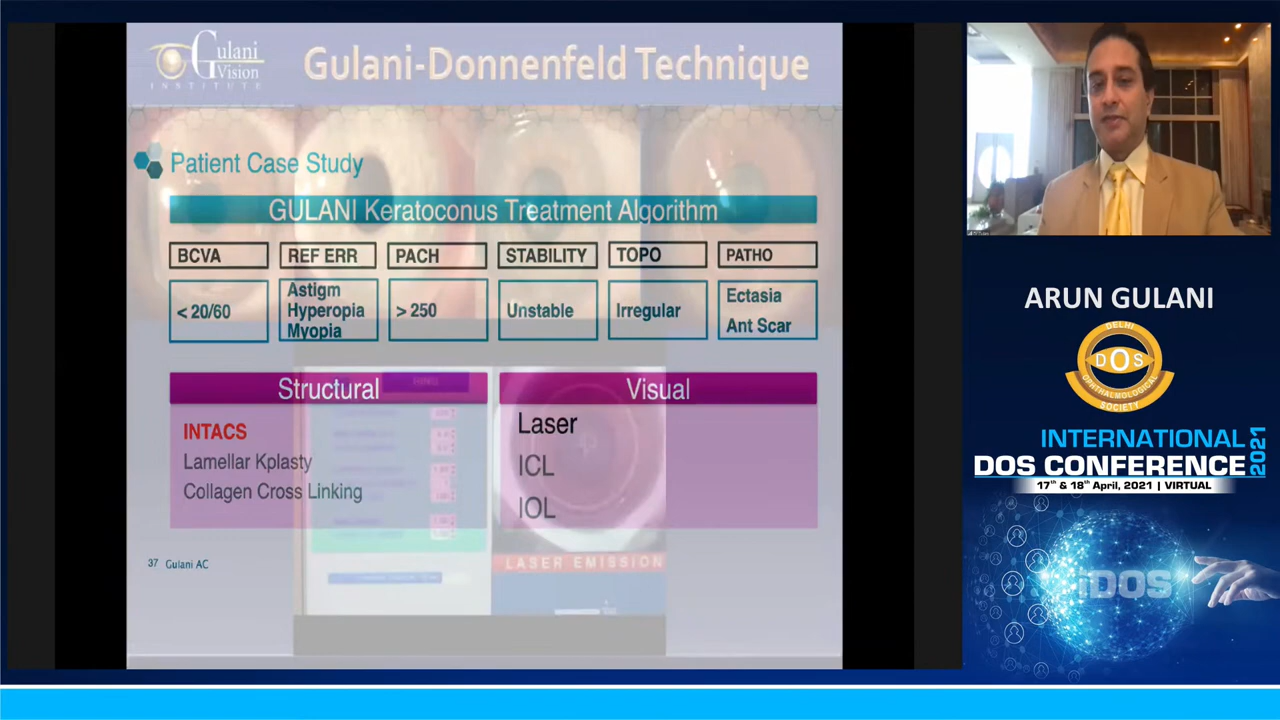 Gulani
Vision
INSTITUTE
Gulani-Donnenfeld Technique
Patient Case Study
GULANI Keratoconus Treatment Algorithm
BCVA
REF ERR
PACH
STABILITY
TOPO
PATHO
< 20/60
Astigm
Hyperopia
Myopia
> 250
Unstable
Irregular
Ectasia
Ant Scar
Structural
INTACS
Lamellar Kplasty
Collagen Cross Linking
Visual
Laser
ICL
IOL
LASER EMISSION
37 Gulani AC
ARUN GULANI
DELHI
DOS
OPHTHALMOLOGICAL
SOCIETY
INTERNATIONAL
DOS CONFERENCE
2021
17th & 18th April, 2021 | VIRTUAL
iDOS